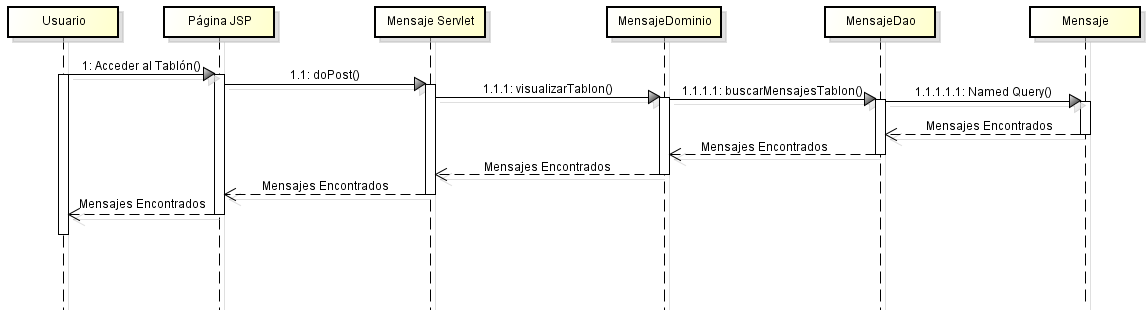 Usuario
Página JSP
Mensaje Servlet
MensajeDominio
MensajeDao
Mensaje
1: Acceder al Tablón()
1.1: doPost()
1.1.1: visualizarTablon()
1.1.1.1: buscarMensajesTablon()
1.1.1.1.1: Named Query()
Mensajes Encontrados
Mensajes Encontrados
Mensajes Encontrados
Mensajes Encontrados
Mensajes Encontrados